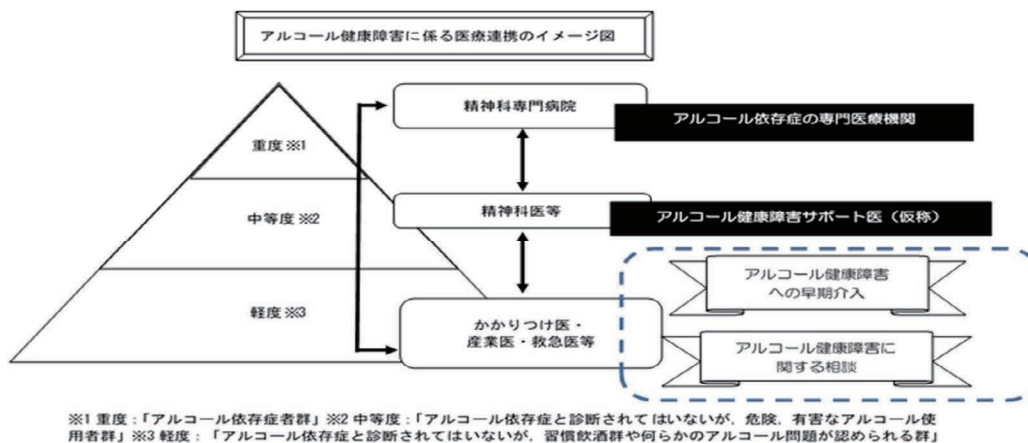 アルコール健康障害に係る医療連携のイメージ図
精神科専門病院
アルコール依存症の専門医療機関
重度※1
中等度※2
精神科医等
アルコール健康障害サポート医（仮称）
アルコール健康障害
への早期介入
軽度※3
かかりつけ医・
産業医・救急医等
アルコール健康障害に
関する相談
※1 重度：「アルコール依存症者群」※2 中等度：「アルコール依存症と診断されてはいないが，危険，有害なアルコール使
用者群」※3 軽度：「アルコール依存症と診断されてはいないが，習慣飲酒群や何らかのアルコール問題が認められる群」